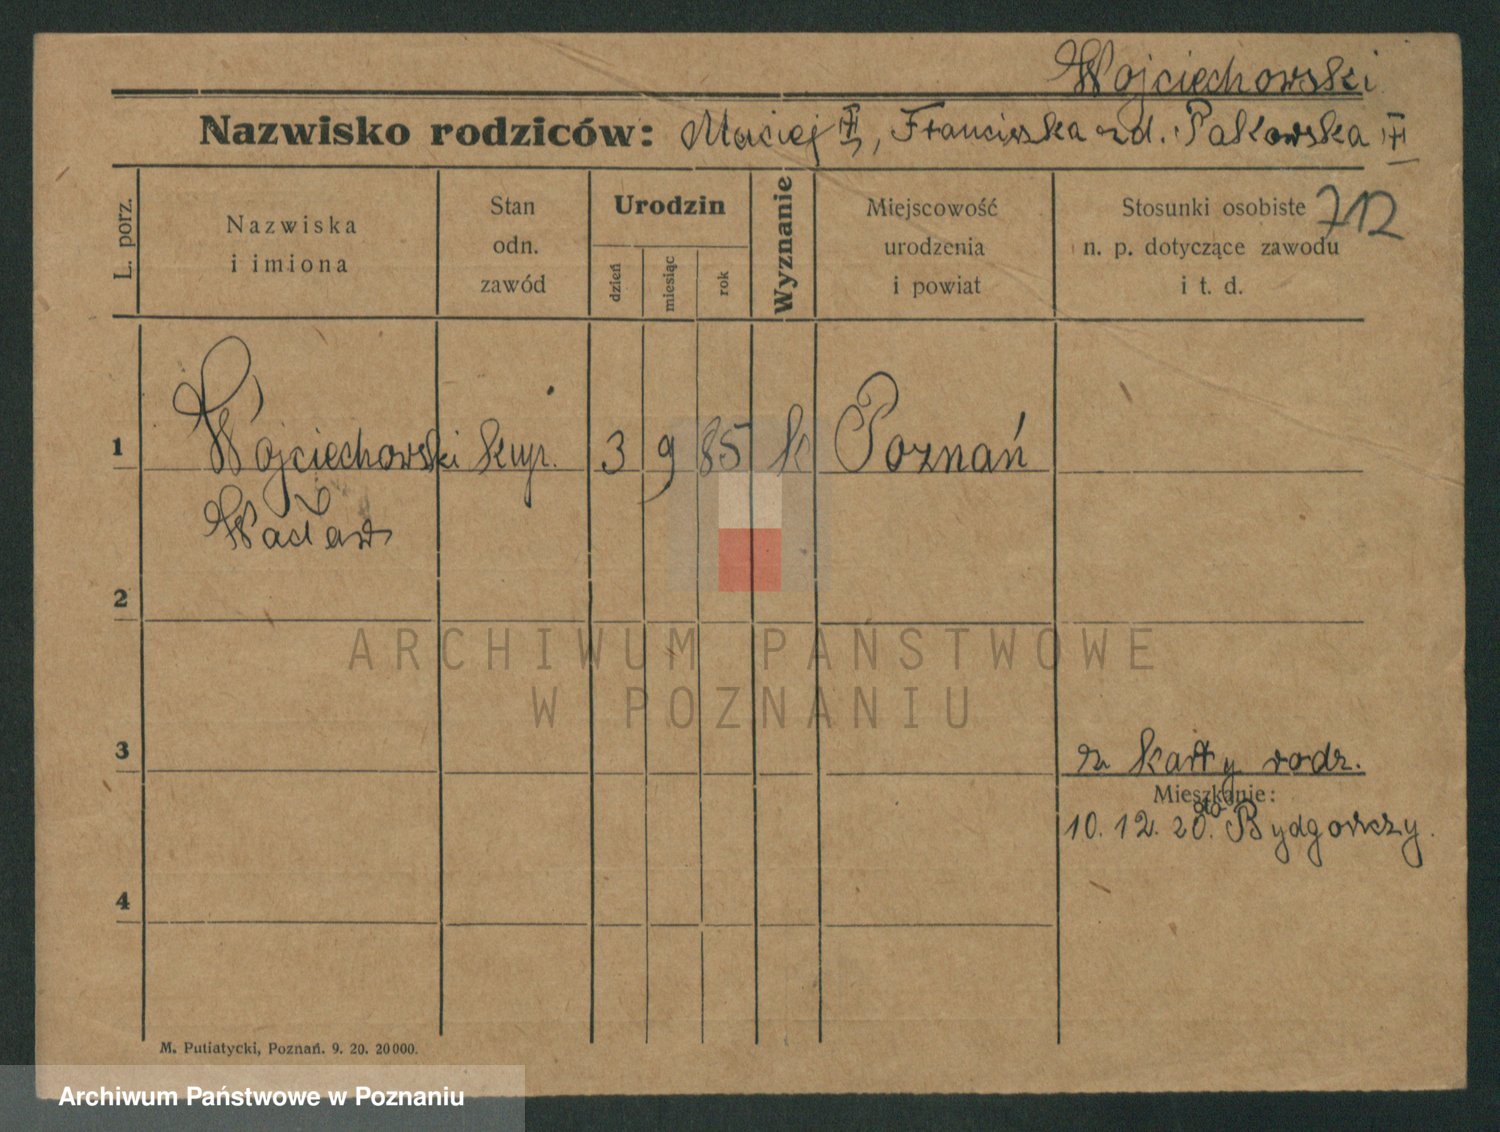 Wojciechowski
Nazwisko rodziców: Maciej, Franciszka zd. Pakowska
712
L. porz.
Nazwiska
i imiona
Stan
odn.
zawód
Urodzin
dzień
miesiąc
rok
Wyznanie
Miejscowość
urodzenia
i powiat
Stosunki osobiste
n. p. dotyczące zawodu
i t. d.
1 Wojciechowski kup. 3 9 85 k Poznań
Wacław
2
3
z karty rodz.
Mieszkanie:
10. 12. 20. do Bydgoszczy.
4
M. Putiatycki, Poznań. 9. 20. 20000.
ARCHIWUM PAŃSTWOWE
W POZNANIU
Archiwum Państwowe w Poznaniu